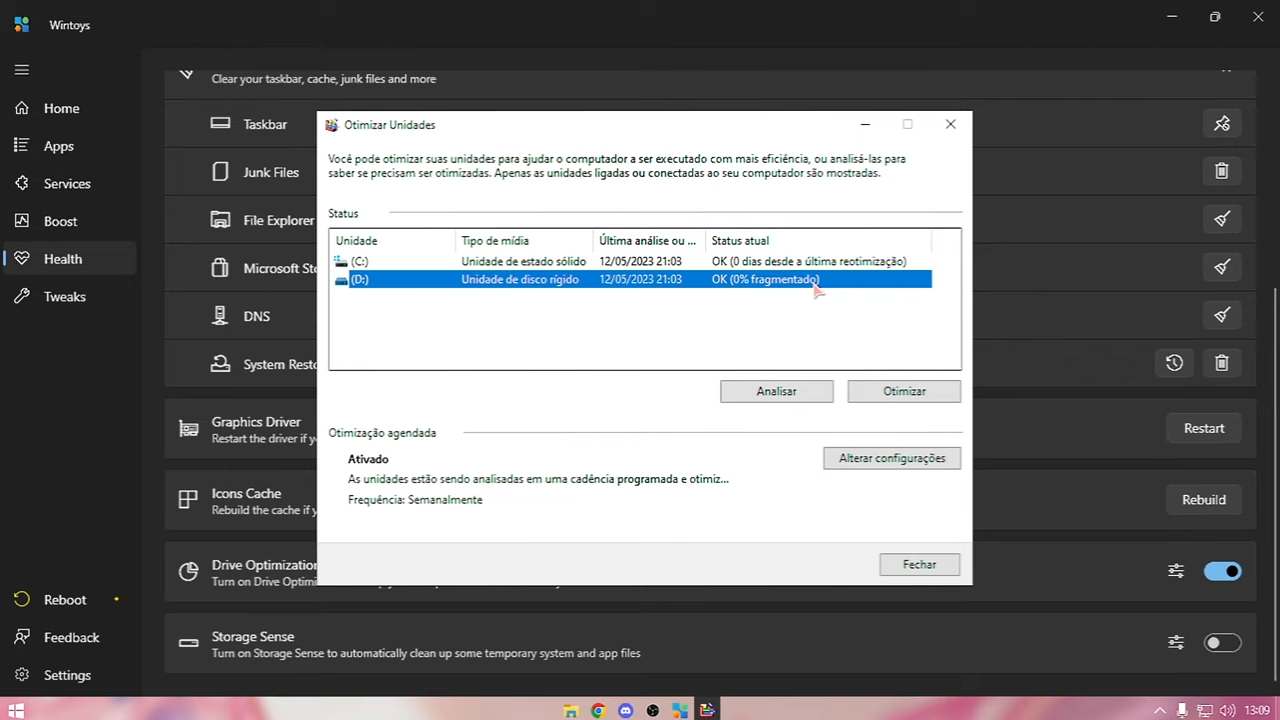 Wintoys
Clear your taskbar, cache, junk files and more
Home
Apps
Services
Boost
Health
Tweaks
Reboot
Feedback
Settings
Taskbar
Junk Files
File Explorer
Microsoft Sto
DNS
System Resto
Graphics Driver
Restart the driver if y
Restart
Icons Cache
Rebuild the cache if y
Rebuild
Drive Optimization
Turn on Drive Optimi
Storage Sense
Turn on Storage Sense to automatically clean up some temporary system and app files
Otimizar Unidades
Você pode otimizar suas unidades para ajudar o computador a ser executado com mais eficiência, ou analisá-las para
saber se precisam ser otimizadas. Apenas as unidades ligadas ou conectadas ao seu computador são mostradas.
Status
Unidade Tipo de mídia Última análise ou ... Status atual
(C:) Unidade de estado sólido 12/05/2023 21:03 OK (0 dias desde a última reotimização)
(D:) Unidade de disco rígido 12/05/2023 21:03 OK (0% fragmentado)
Analisar Otimizar
Otimização agendada
Ativado
Alterar configurações
As unidades estão sendo analisadas em uma cadência programada e otimiz...
Frequência: Semanalmente
Fechar
13:09